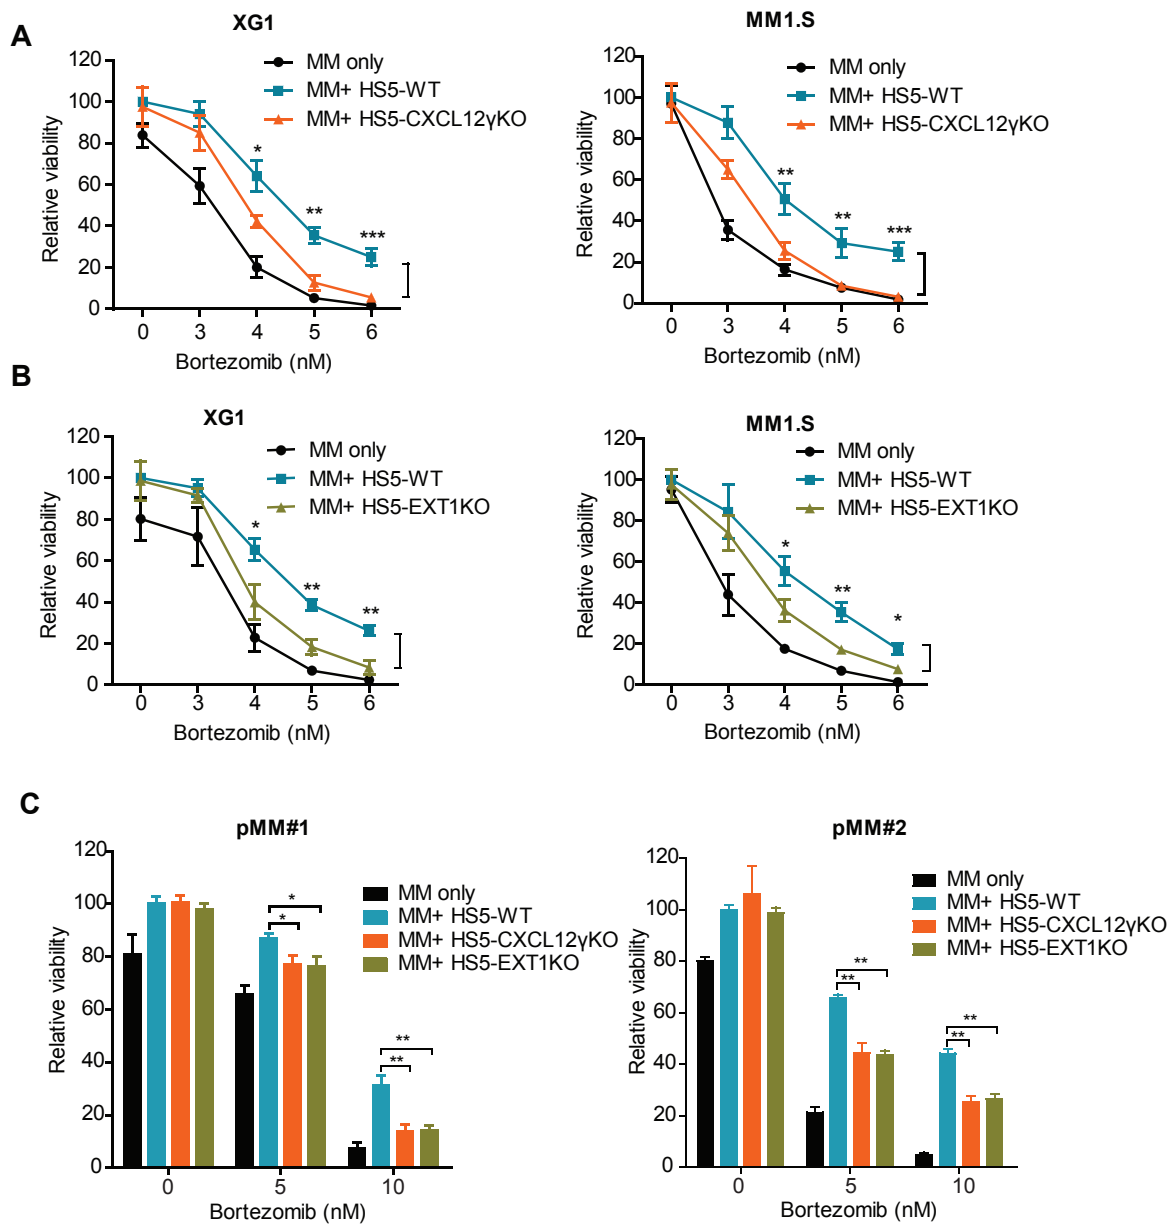 A
XG1
MM only
MM+ HS5-WT
MM+ HS5-CXCL12γKO
Relative viability
120
100
80
60
40
20
0
*
**
***
0 3 4 5 6
Bortezomib (nM)
MM1.S
MM only
MM+ HS5-WT
MM+ HS5-CXCL12γKO
Relative viability
120
100
80
60
40
20
0
**
**
***
0 3 4 5 6
Bortezomib (nM)
B
XG1
MM only
MM+ HS5-WT
MM+ HS5-EXT1KO
Relative viability
120
100
80
60
40
20
0
*
**
**
0 3 4 5 6
Bortezomib (nM)
MM1.S
MM only
MM+ HS5-WT
MM+ HS5-EXT1KO
Relative viability
120
100
80
60
40
20
0
*
**
*
0 3 4 5 6
Bortezomib (nM)
C
pMM#1
MM only
MM+ HS5-WT
MM+ HS5-CXCL12γKO
MM+ HS5-EXT1KO
Relative viability
120
100
80
60
40
20
0
*
*
**
**
0 5 10
Bortezomib (nM)
pMM#2
MM only
MM+ HS5-WT
MM+ HS5-CXCL12γKO
MM+ HS5-EXT1KO
Relative viability
120
100
80
60
40
20
0
**
**
**
**
0 5 10
Bortezomib (nM)